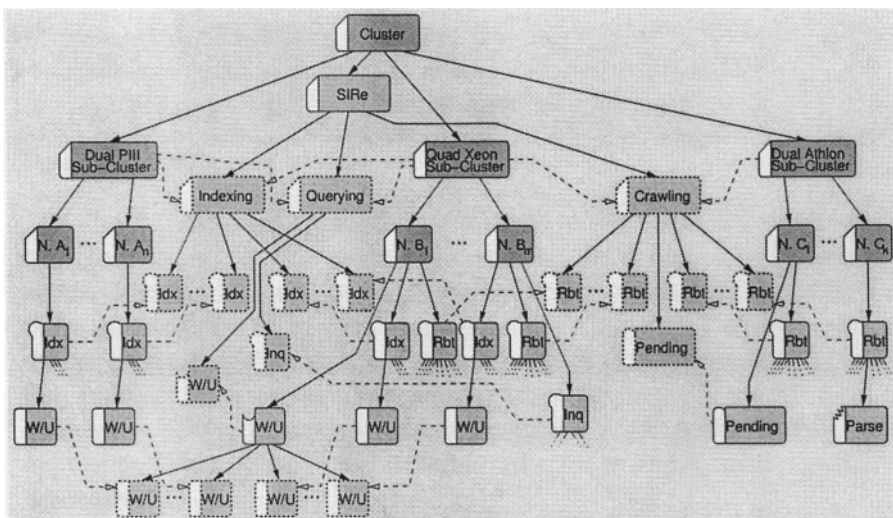 Cluster
SIRe
Dual PIII
Sub-Cluster
Indexing
Querying
Quad Xeon
Sub-Cluster
Crawling
Dual Athlon
Sub-Cluster
N. A1 ... N. An
N. B1 ... N. Bm
N. C1 ... N. Ck
Idx ... Idx
Idx ... Idx
Rbt ... Rbt
Rbt ... Rbt
Idx
Idx
Inq
Idx
Rbt
Idx
Rbt
Pending
Rbt
Rbt
W/U
W/U
W/U
W/U
W/U
W/U
Inq
Pending
Parse
W/U ... W/U
W/U ... W/U